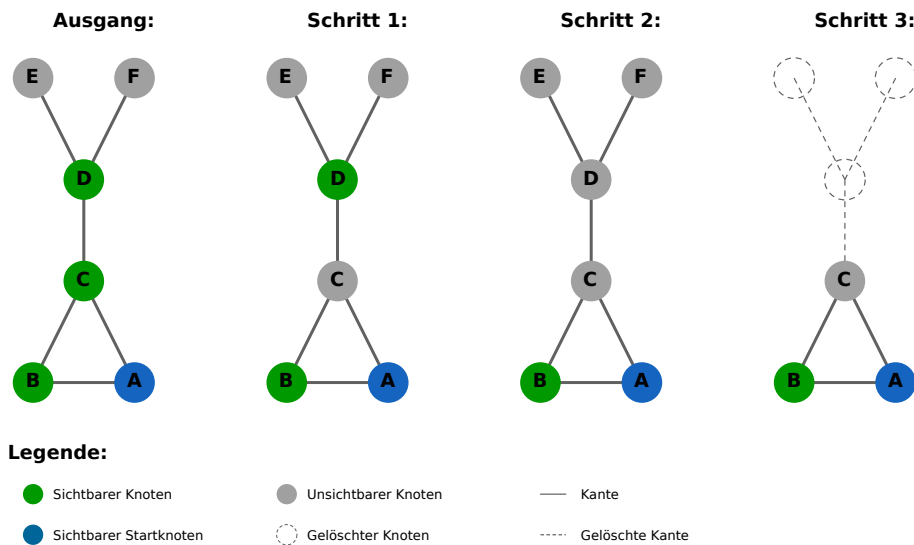 Ausgang: Schritt 1: Schritt 2: Schritt 3:
E F E F E F
D D D
C C C C
B A B A B A B A
Legende:
Sichtbarer Knoten Unsichtbarer Knoten Kante
Sichtbarer Startknoten Gelöschter Knoten Gelöschte Kante